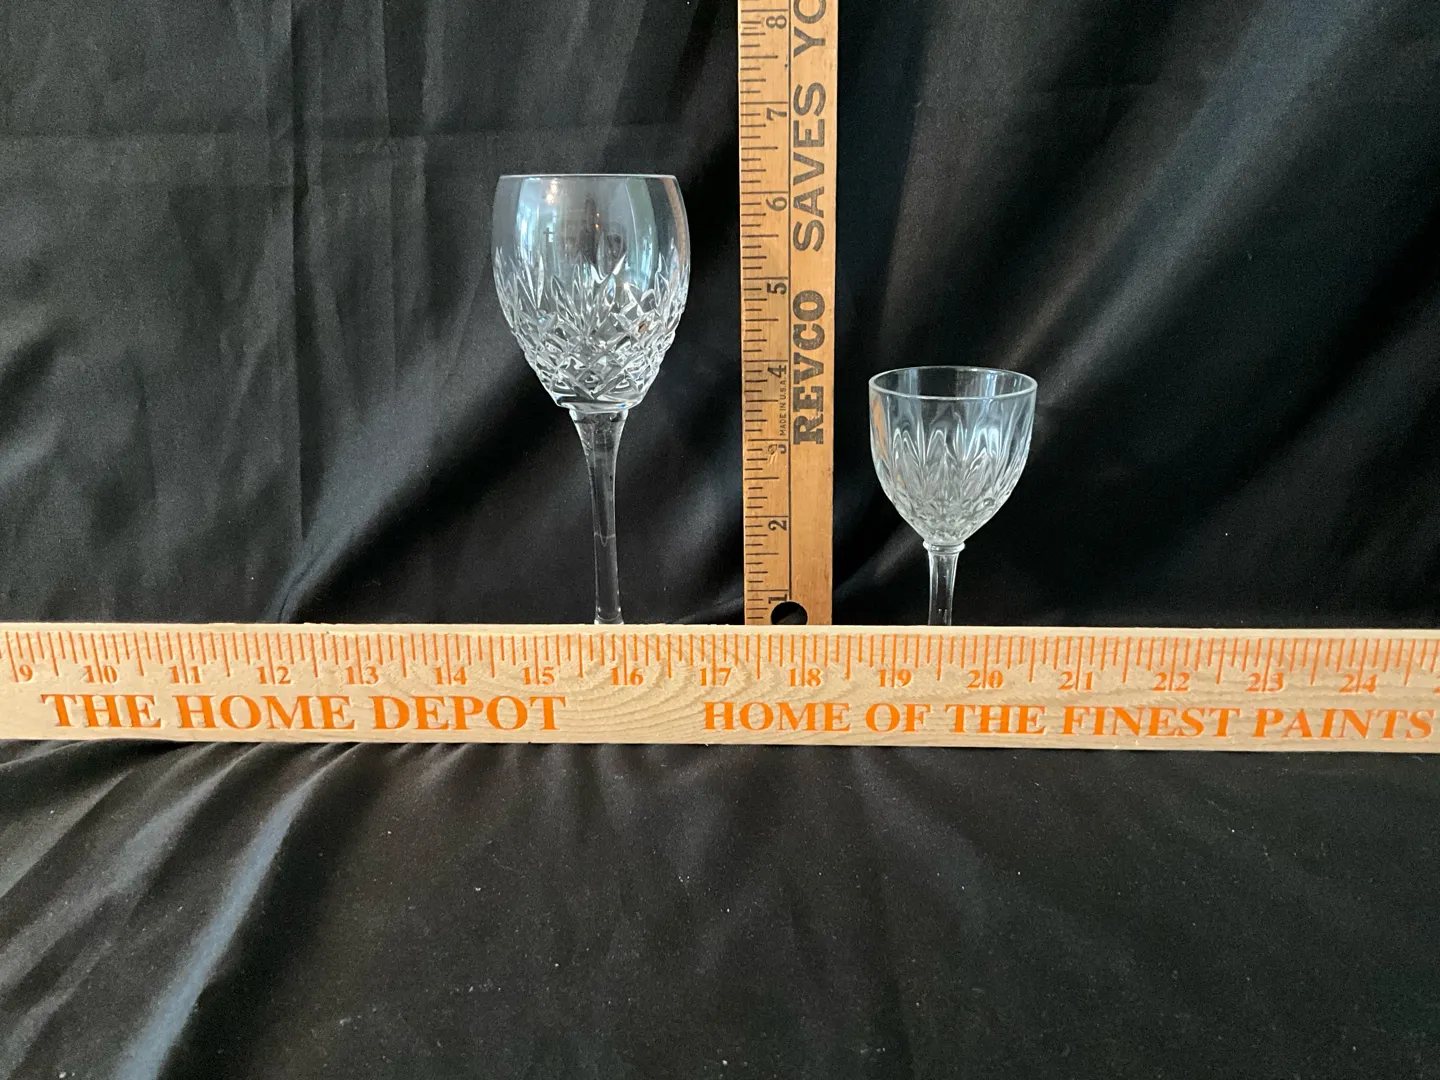 8
7
6
5
4
3
2
1
REVCO SAVES YO
MADE IN U.S.A.
9 10 11 12 13 14 15 16 17 18 19 20 21 22 23 24
THE HOME DEPOT HOME OF THE FINEST PAINTS